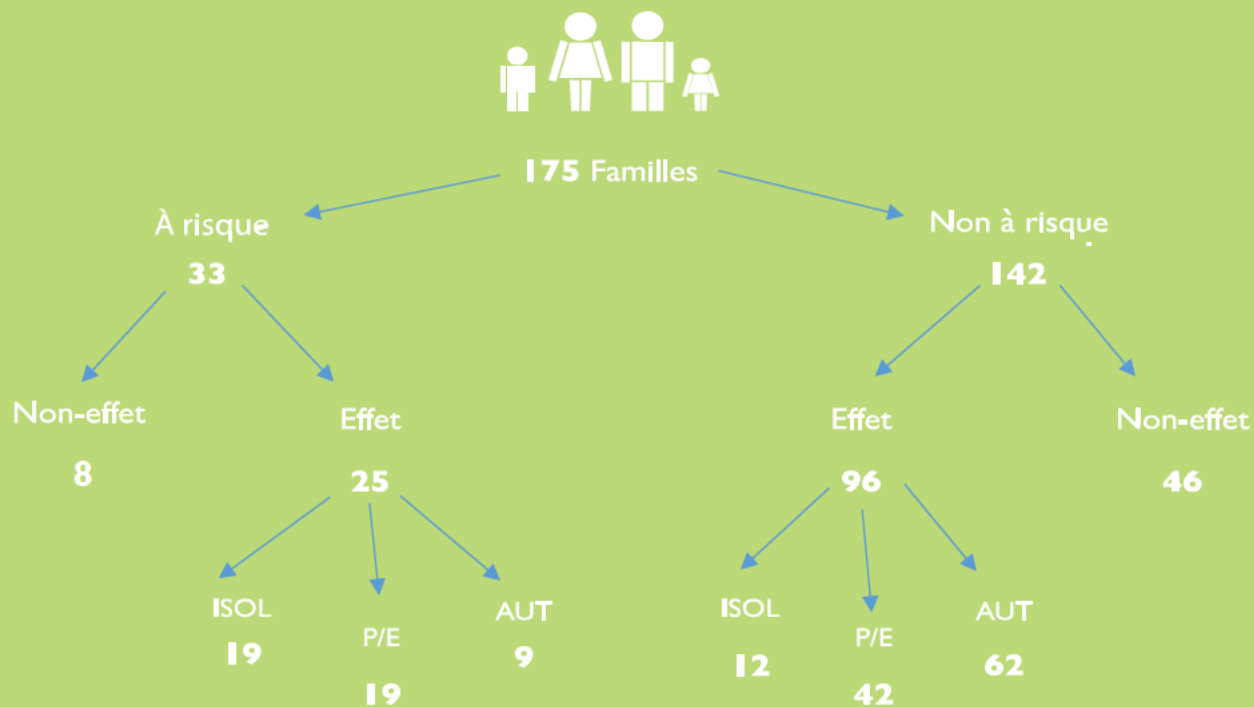 175 Familles
À risque
33
Non à risque
142
Non-effet
8
Effet
25
Effet
96
Non-effet
46
ISOL
19
P/E
19
AUT
9
ISOL
12
P/E
42
AUT
62